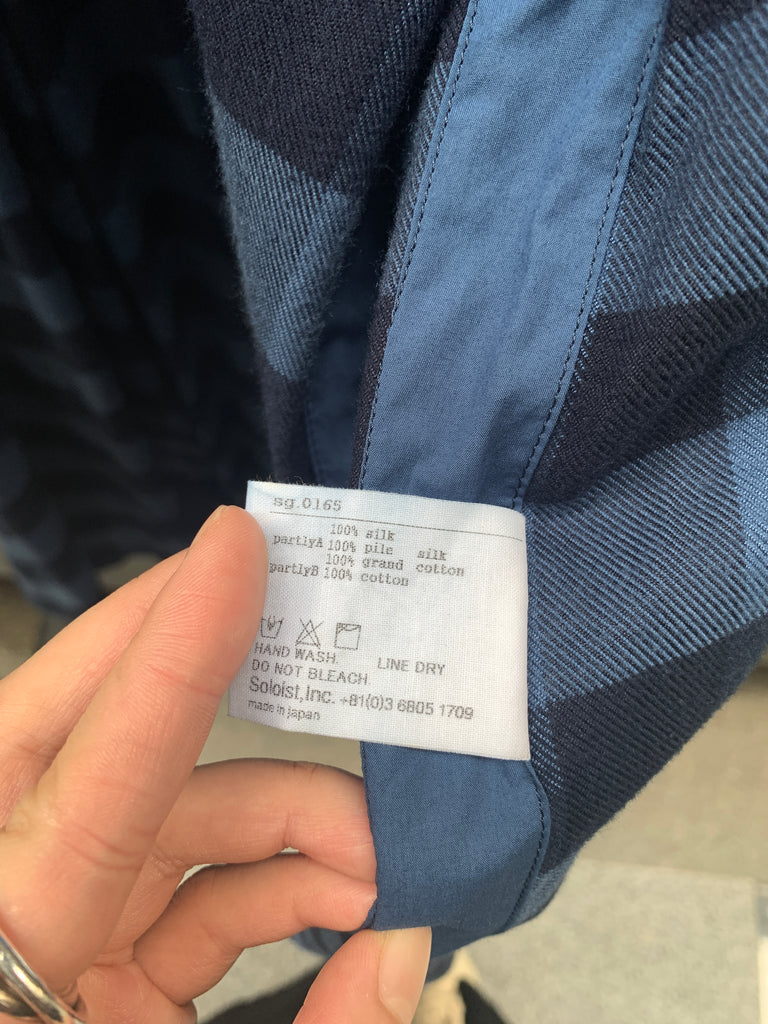 sg.0165
100% silk
partlyA 100% pile silk
100% grand cotton
partlyB 100% cotton
HAND WASH. LINE DRY
DO NOT BLEACH.
Soloist,Inc. +81(0)3 6805 1709
made in japan